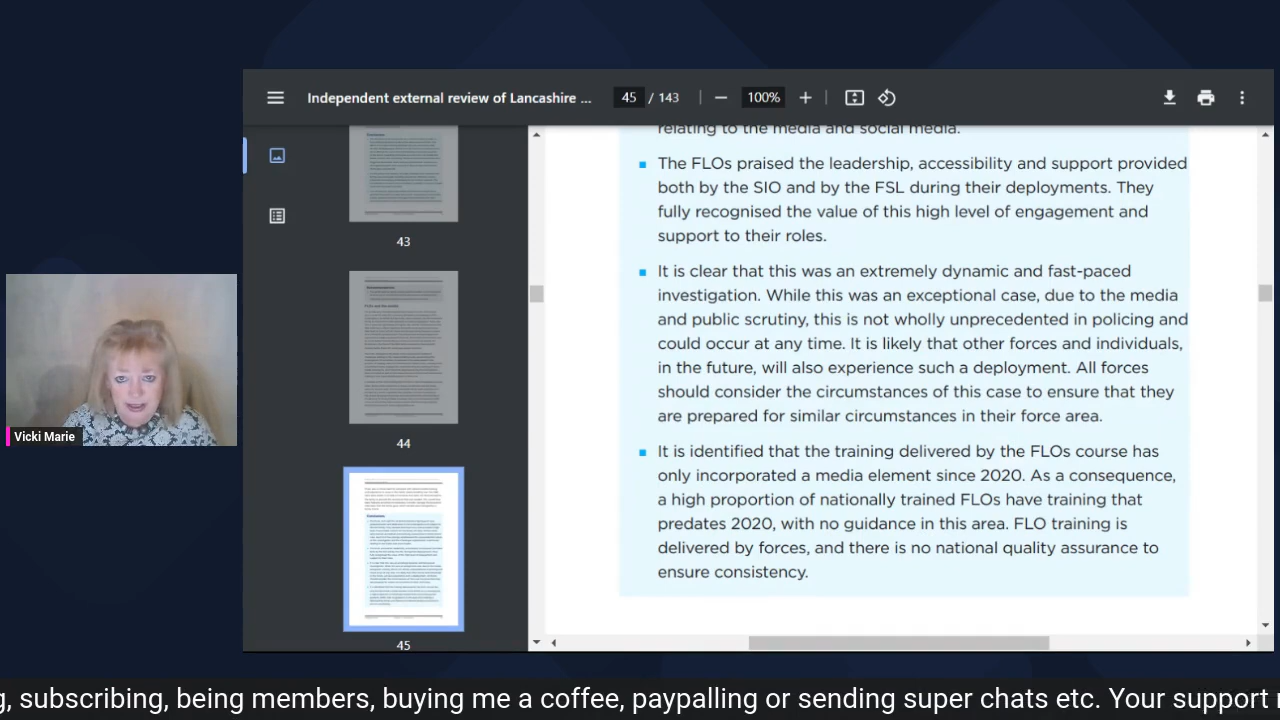 Independent external review of Lancashire ...
45 / 143
100%
43
44
45
relating to the media and social media.
The FLOs praised the leadership, accessibility and support provided
both by the SIO and by the FSL during their deployments. They
fully recognised the value of this high level of engagement and
support to their roles.
It is clear that this was an extremely dynamic and fast-paced
investigation. While this was an exceptional case, due to the media
and public scrutiny, this is not wholly unprecedented in policing and
could occur at any time. It is likely that other forces and individuals,
in the future, will also experience such a deployment. All forces
should consider the circumstances of this case to ensure that they
are prepared for similar circumstances in their force area.
It is identified that the training delivered by the FLOs course has
only incorporated a media element since 2020. As a consequence,
a high proportion of nationally trained FLOs have training that
predates 2020, with reliance in this area. FLO training is
delivered by forces and there is no national quality assurance to
ensure consistency.
Vicki Marie
g, subscribing, being members, buying me a coffee, paypalling or sending super chats etc. Your support